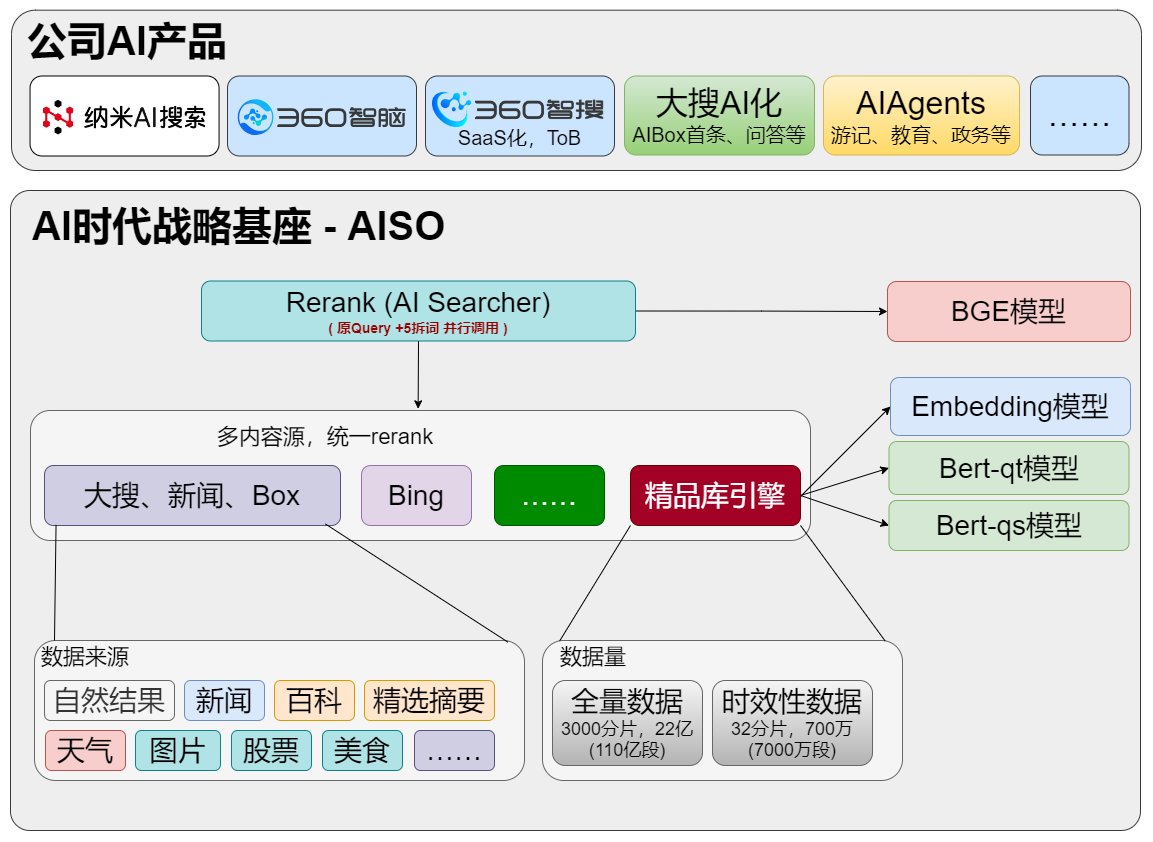 公司AI产品
纳米AI搜索
360智脑
360智搜
SaaS化，ToB
大搜AI化
AIBox首条、问答等
AIAgents
游记、教育、政务等
……
AI时代战略基座 - AISO
Rerank (AI Searcher)
( 原Query +5拆词 并行调用 )
BGE模型
Embedding模型
Bert-qt模型
Bert-qs模型
多内容源，统一rerank
大搜、新闻、Box
Bing
……
精品库引擎
数据来源
自然结果
新闻
百科
精选摘要
天气
图片
股票
美食
……
数据量
全量数据
3000分片，22亿
(110亿段)
时效性数据
32分片，700万
(7000万段)